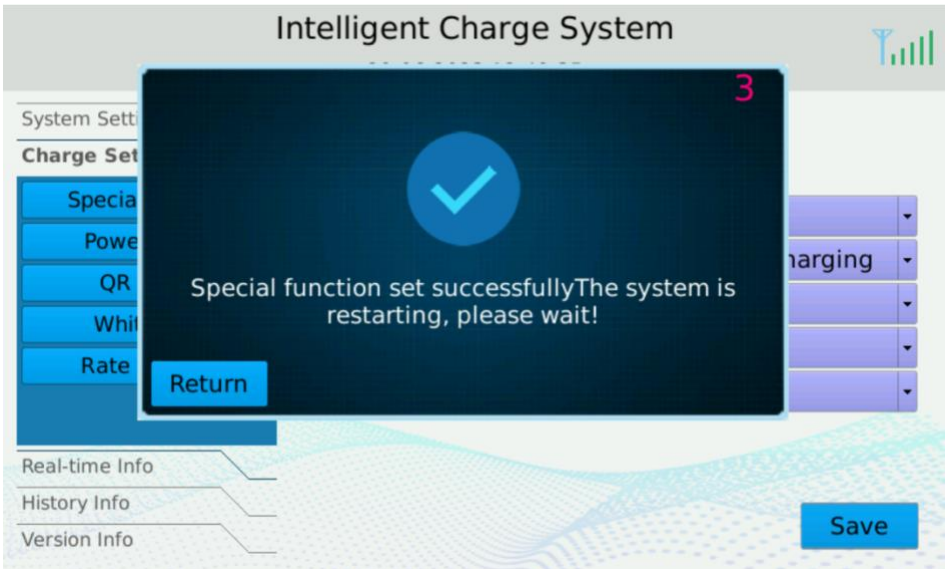 Intelligent Charge System
3
System Setti
Charge Set
Specia
Powe
QR
Whit
Rate
harging
Special function set successfullyThe system is
restarting, please wait!
Return
Real-time Info
History Info
Version Info
Save